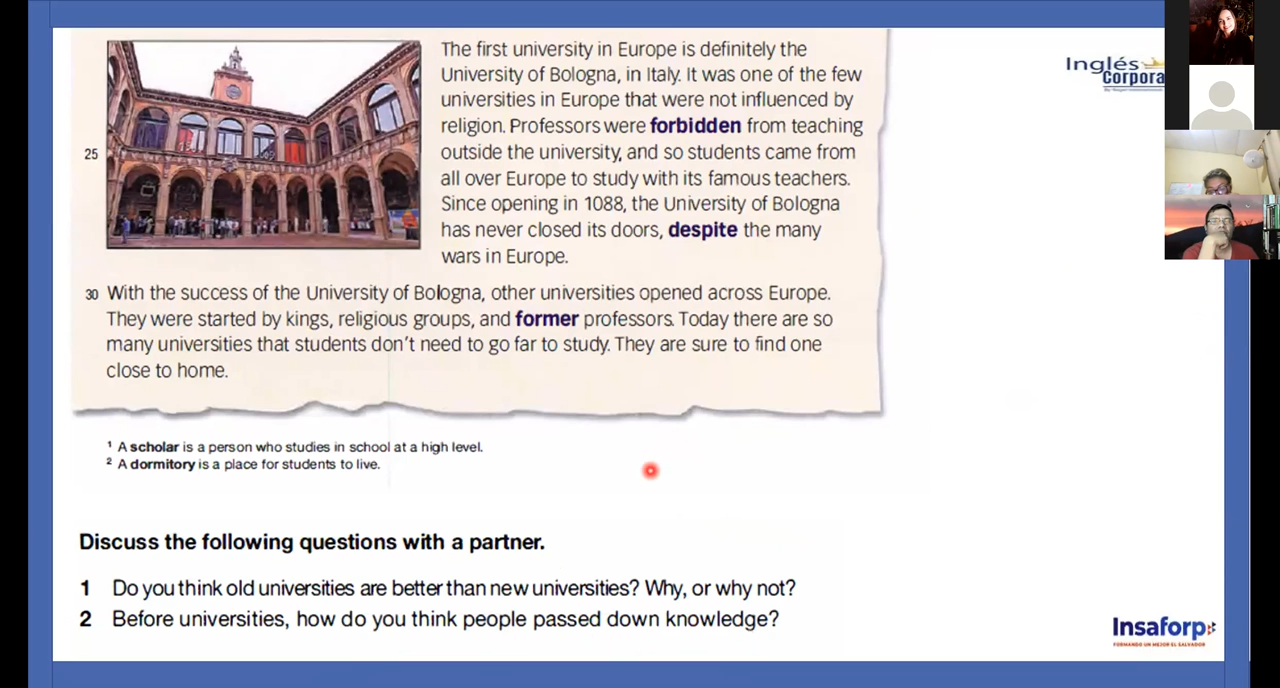 The first university in Europe is definitely the
University of Bologna, in Italy. It was one of the few
universities in Europe that were not influenced by
religion. Professors were forbidden from teaching
25
outside the university, and so students came from
all over Europe to study with its famous teachers.
Since opening in 1088, the University of Bologna
has never closed its doors, despite the many
wars in Europe.
30 With the success of the University of Bologna, other universities opened across Europe.
They were started by kings, religious groups, and former professors. Today there are so
many universities that students don't need to go far to study. They are sure to find one
close to home.
1 A scholar is a person who studies in school at a high level.
2 A dormitory is a place for students to live.
Discuss the following questions with a partner.
1 Do you think old universities are better than new universities? Why, or why not?
2 Before universities, how do you think people passed down knowledge?
Inglés
Corpora
Insaforp
FORMANDO UN MEJOR EL SALVADOR